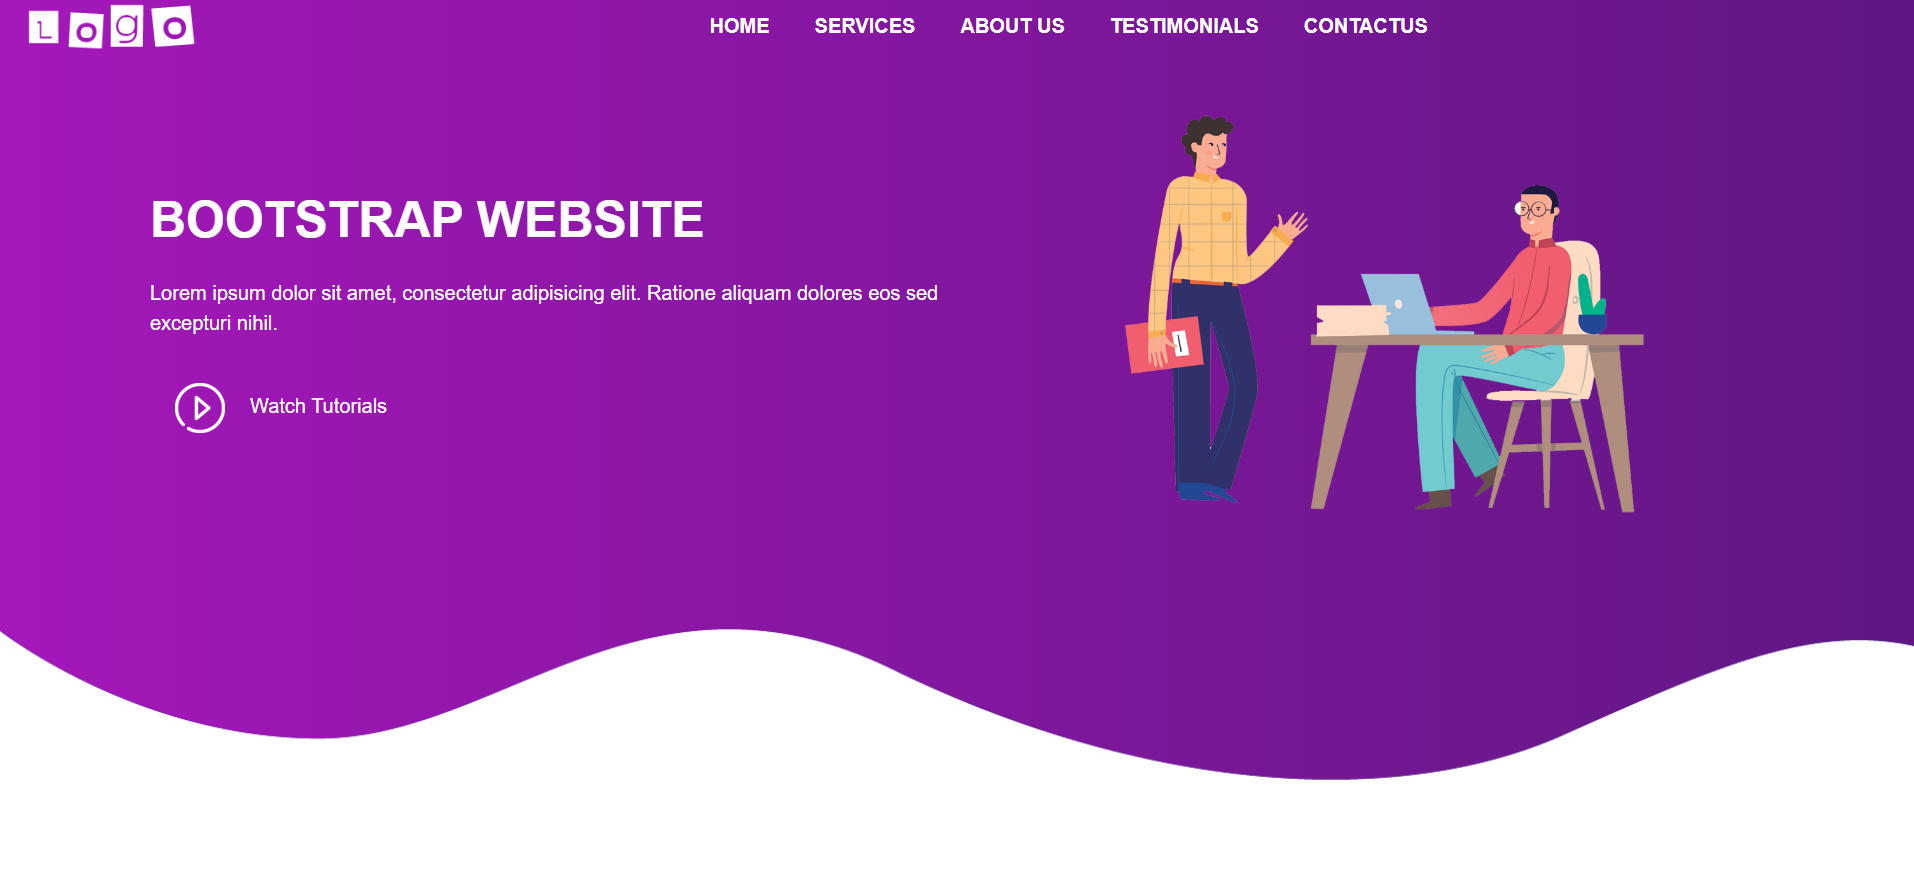 Logo
HOME SERVICES ABOUT US TESTIMONIALS CONTACTUS
BOOTSTRAP WEBSITE
Lorem ipsum dolor sit amet, consectetur adipisicing elit. Ratione aliquam dolores eos sed
excepturi nihil.
Watch Tutorials